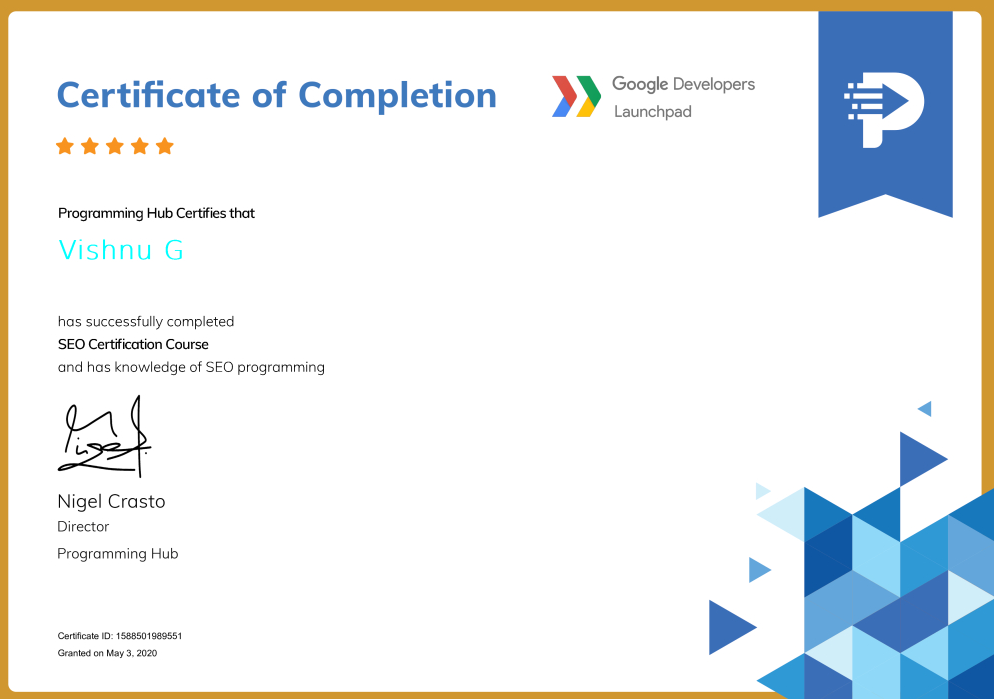 Certificate of Completion
Google Developers
Launchpad
Programming Hub Certifies that
Vishnu G
has successfully completed
SEO Certification Course
and has knowledge of SEO programming
Nigel Crasto
Director
Programming Hub
Certificate ID: 1588501989551
Granted on May 3, 2020